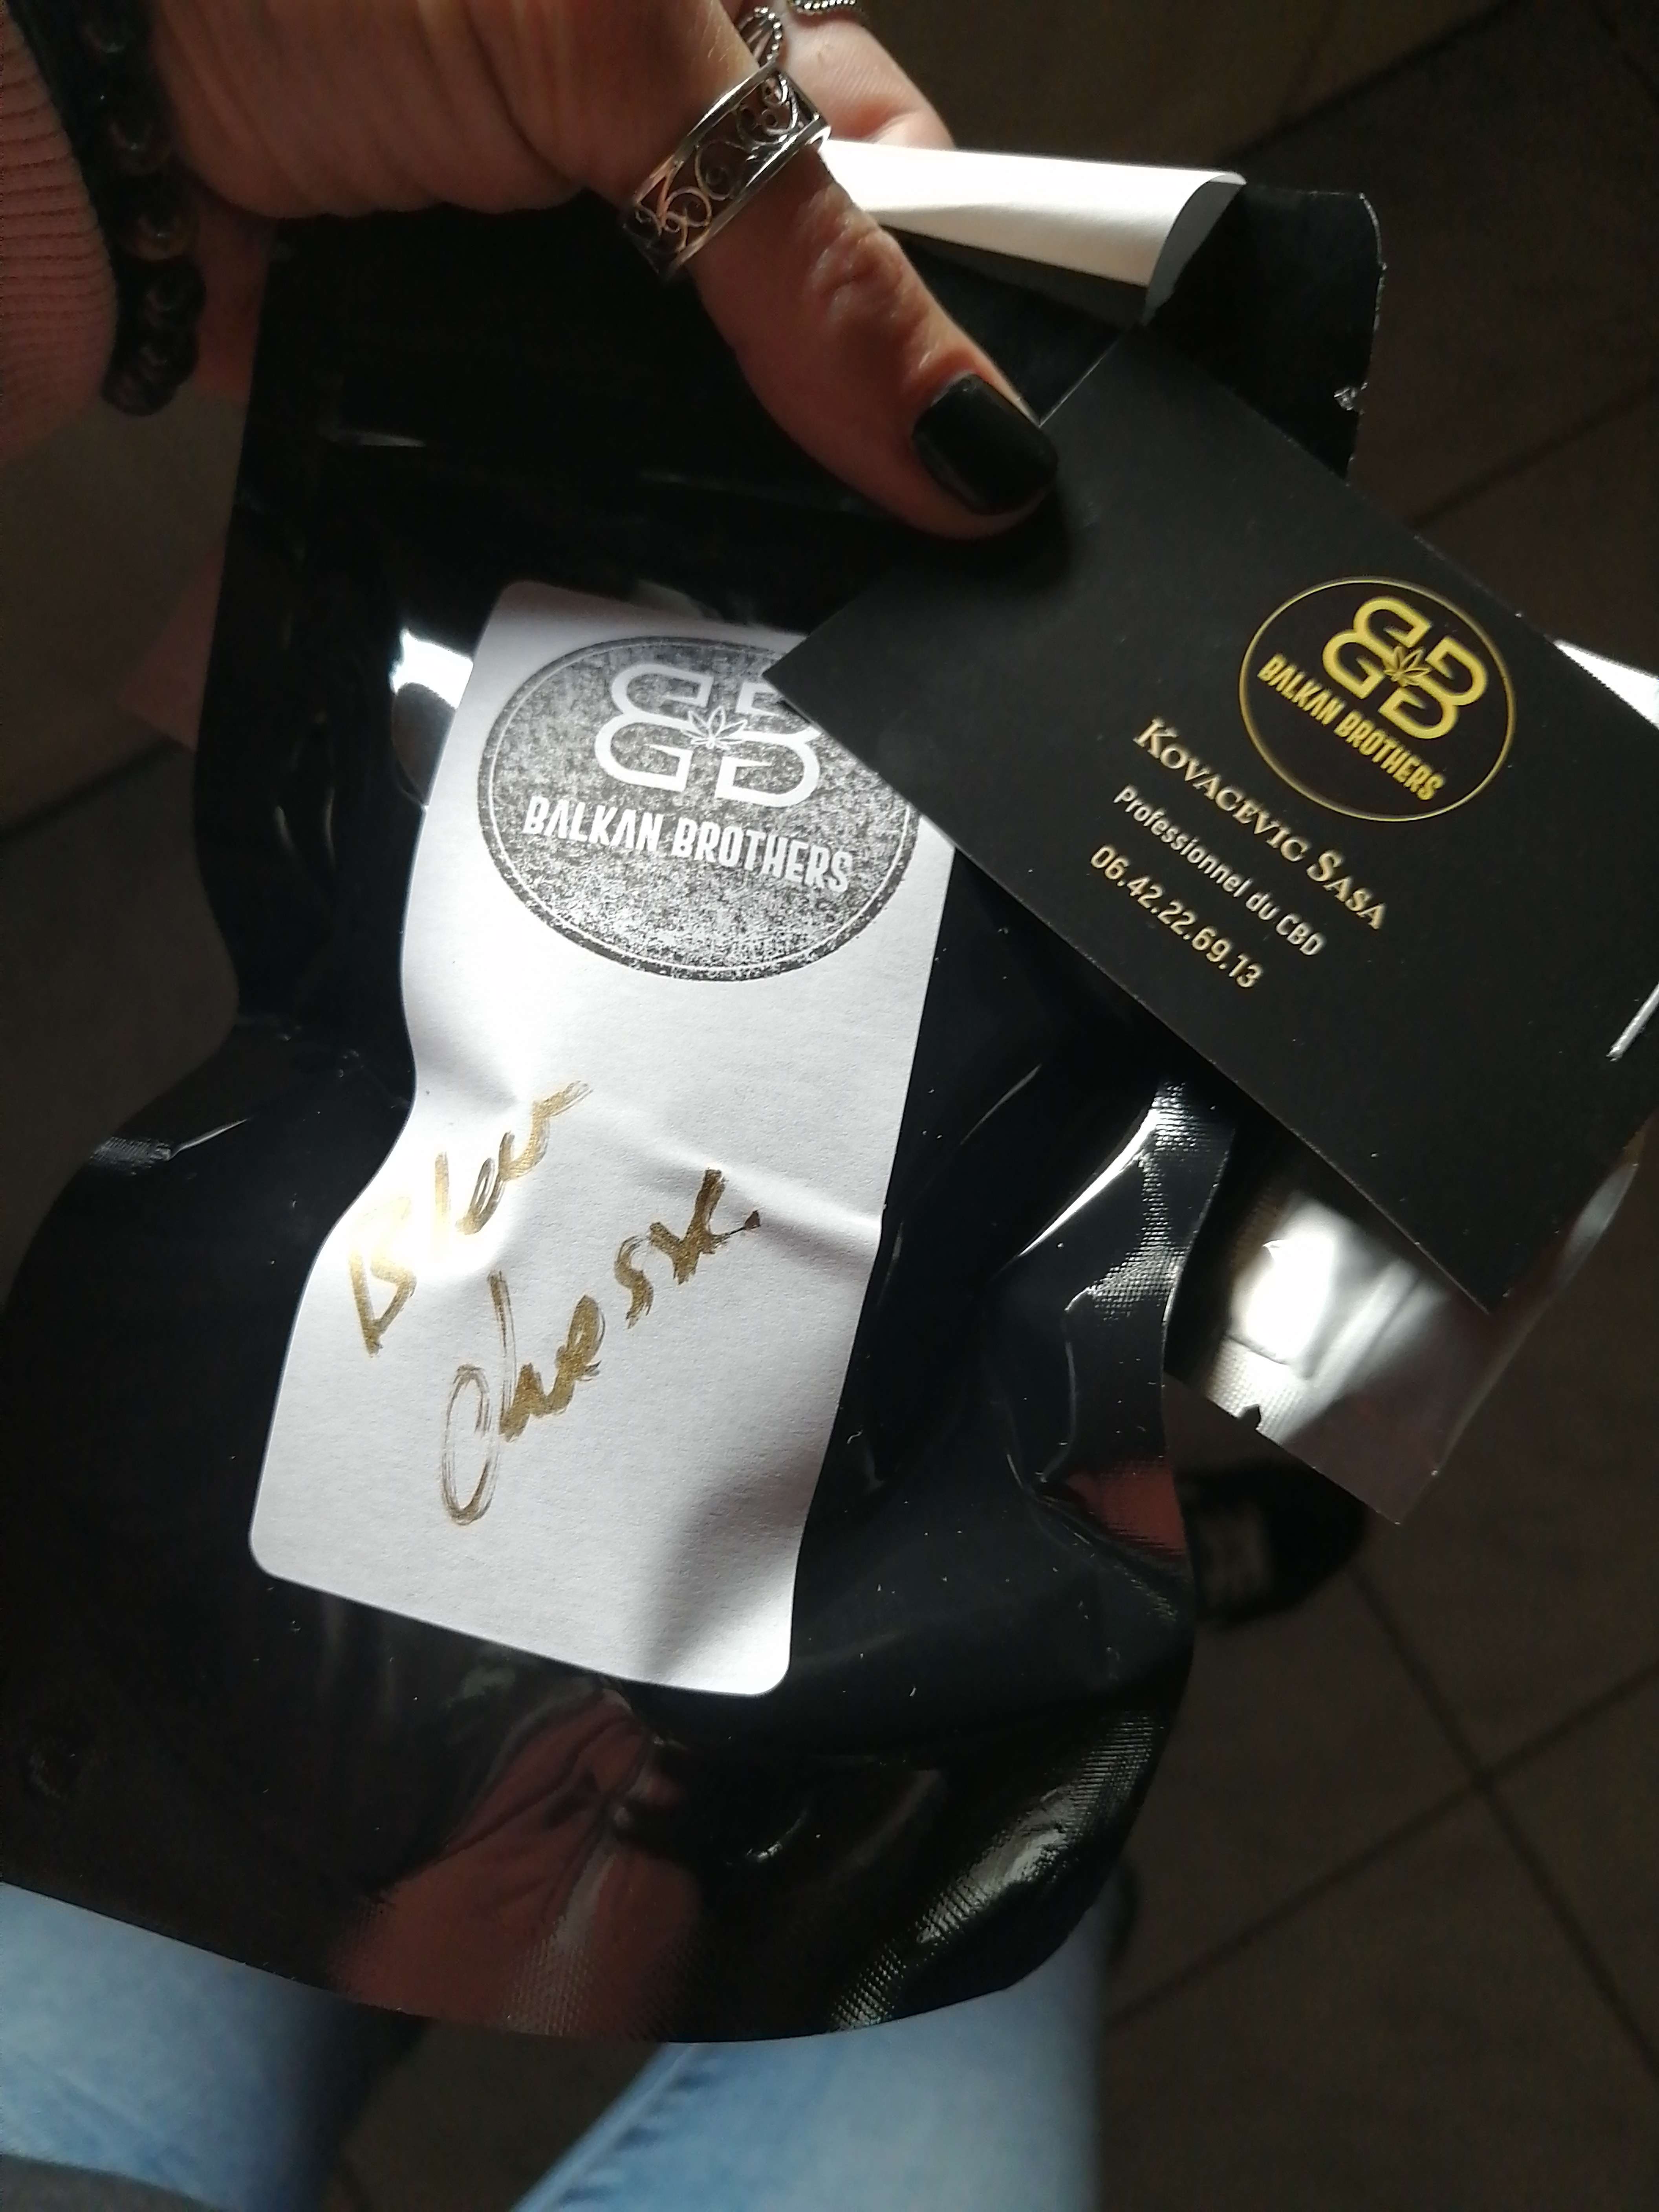 BALKAN BROTHERS
Bleu
Cheese
BALKAN BROTHERS
KOVACEVIC SASA
Professionnel du CBD
06.42.22.69.13